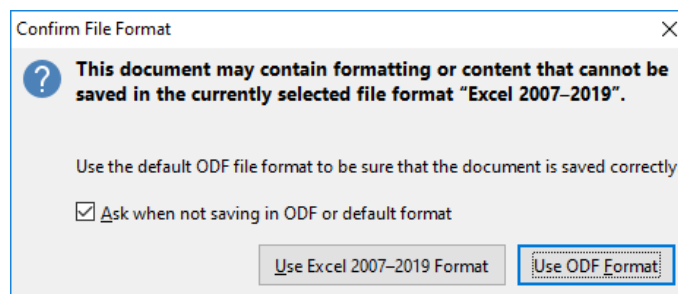 Confirm File Format
This document may contain formatting or content that cannot be
saved in the currently selected file format “Excel 2007–2019”.
Use the default ODF file format to be sure that the document is saved correctly
Ask when not saving in ODF or default format
Use Excel 2007–2019 Format
Use ODF Format